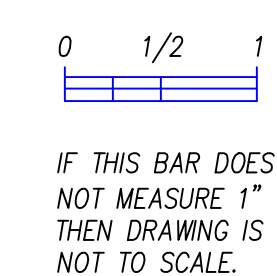 0 1/2 1
IF THIS BAR DOES
NOT MEASURE 1"
THEN DRAWING IS
NOT TO SCALE.